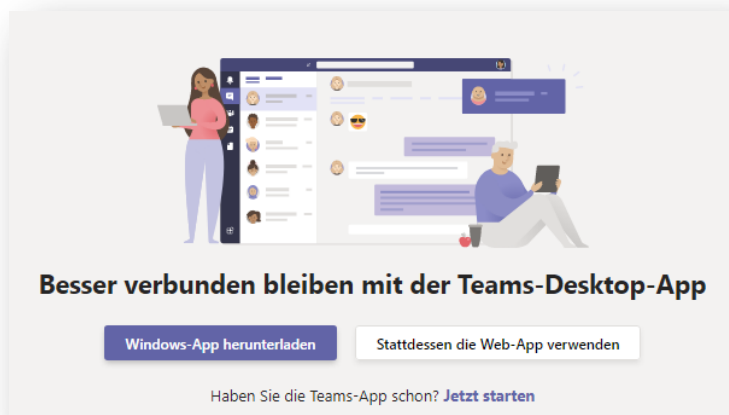 Besser verbunden bleiben mit der Teams-Desktop-App
Windows-App herunterladen
Stattdessen die Web-App verwenden
Haben Sie die Teams-App schon? Jetzt starten